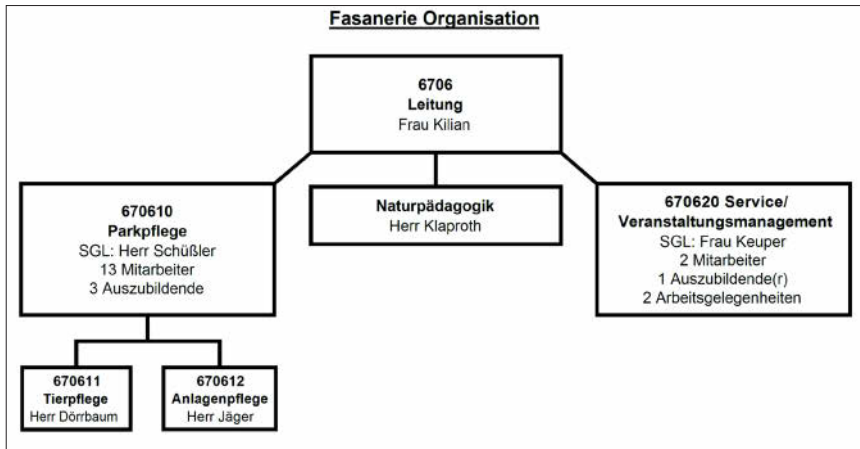 Fasanerie Organisation
6706
Leitung
Frau Kilian
670610
Parkpflege
SGL: Herr Schüßler
13 Mitarbeiter
3 Auszubildende
Naturpädagogik
Herr Klaproth
670620 Service/
Veranstaltungsmanagement
SGL: Frau Keuper
2 Mitarbeiter
1 Auszubildende(r)
2 Arbeitsgelegenheiten
670611
Tierpflege
Herr Dörrbaum
670612
Anlagenpflege
Herr Jäger